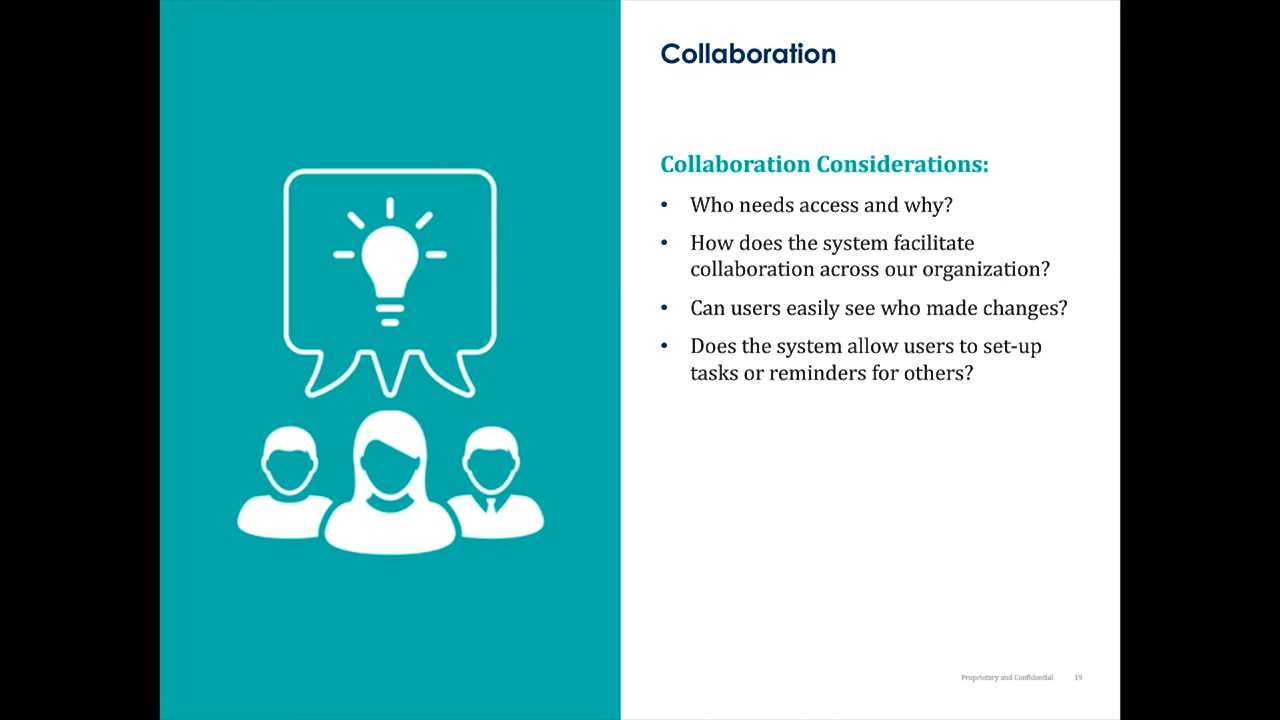 Collaboration
Collaboration Considerations:
• Who needs access and why?
• How does the system facilitate
collaboration across our organization?
• Can users easily see who made changes?
• Does the system allow users to set-up
tasks or reminders for others?
Proprietary and Confidential 19